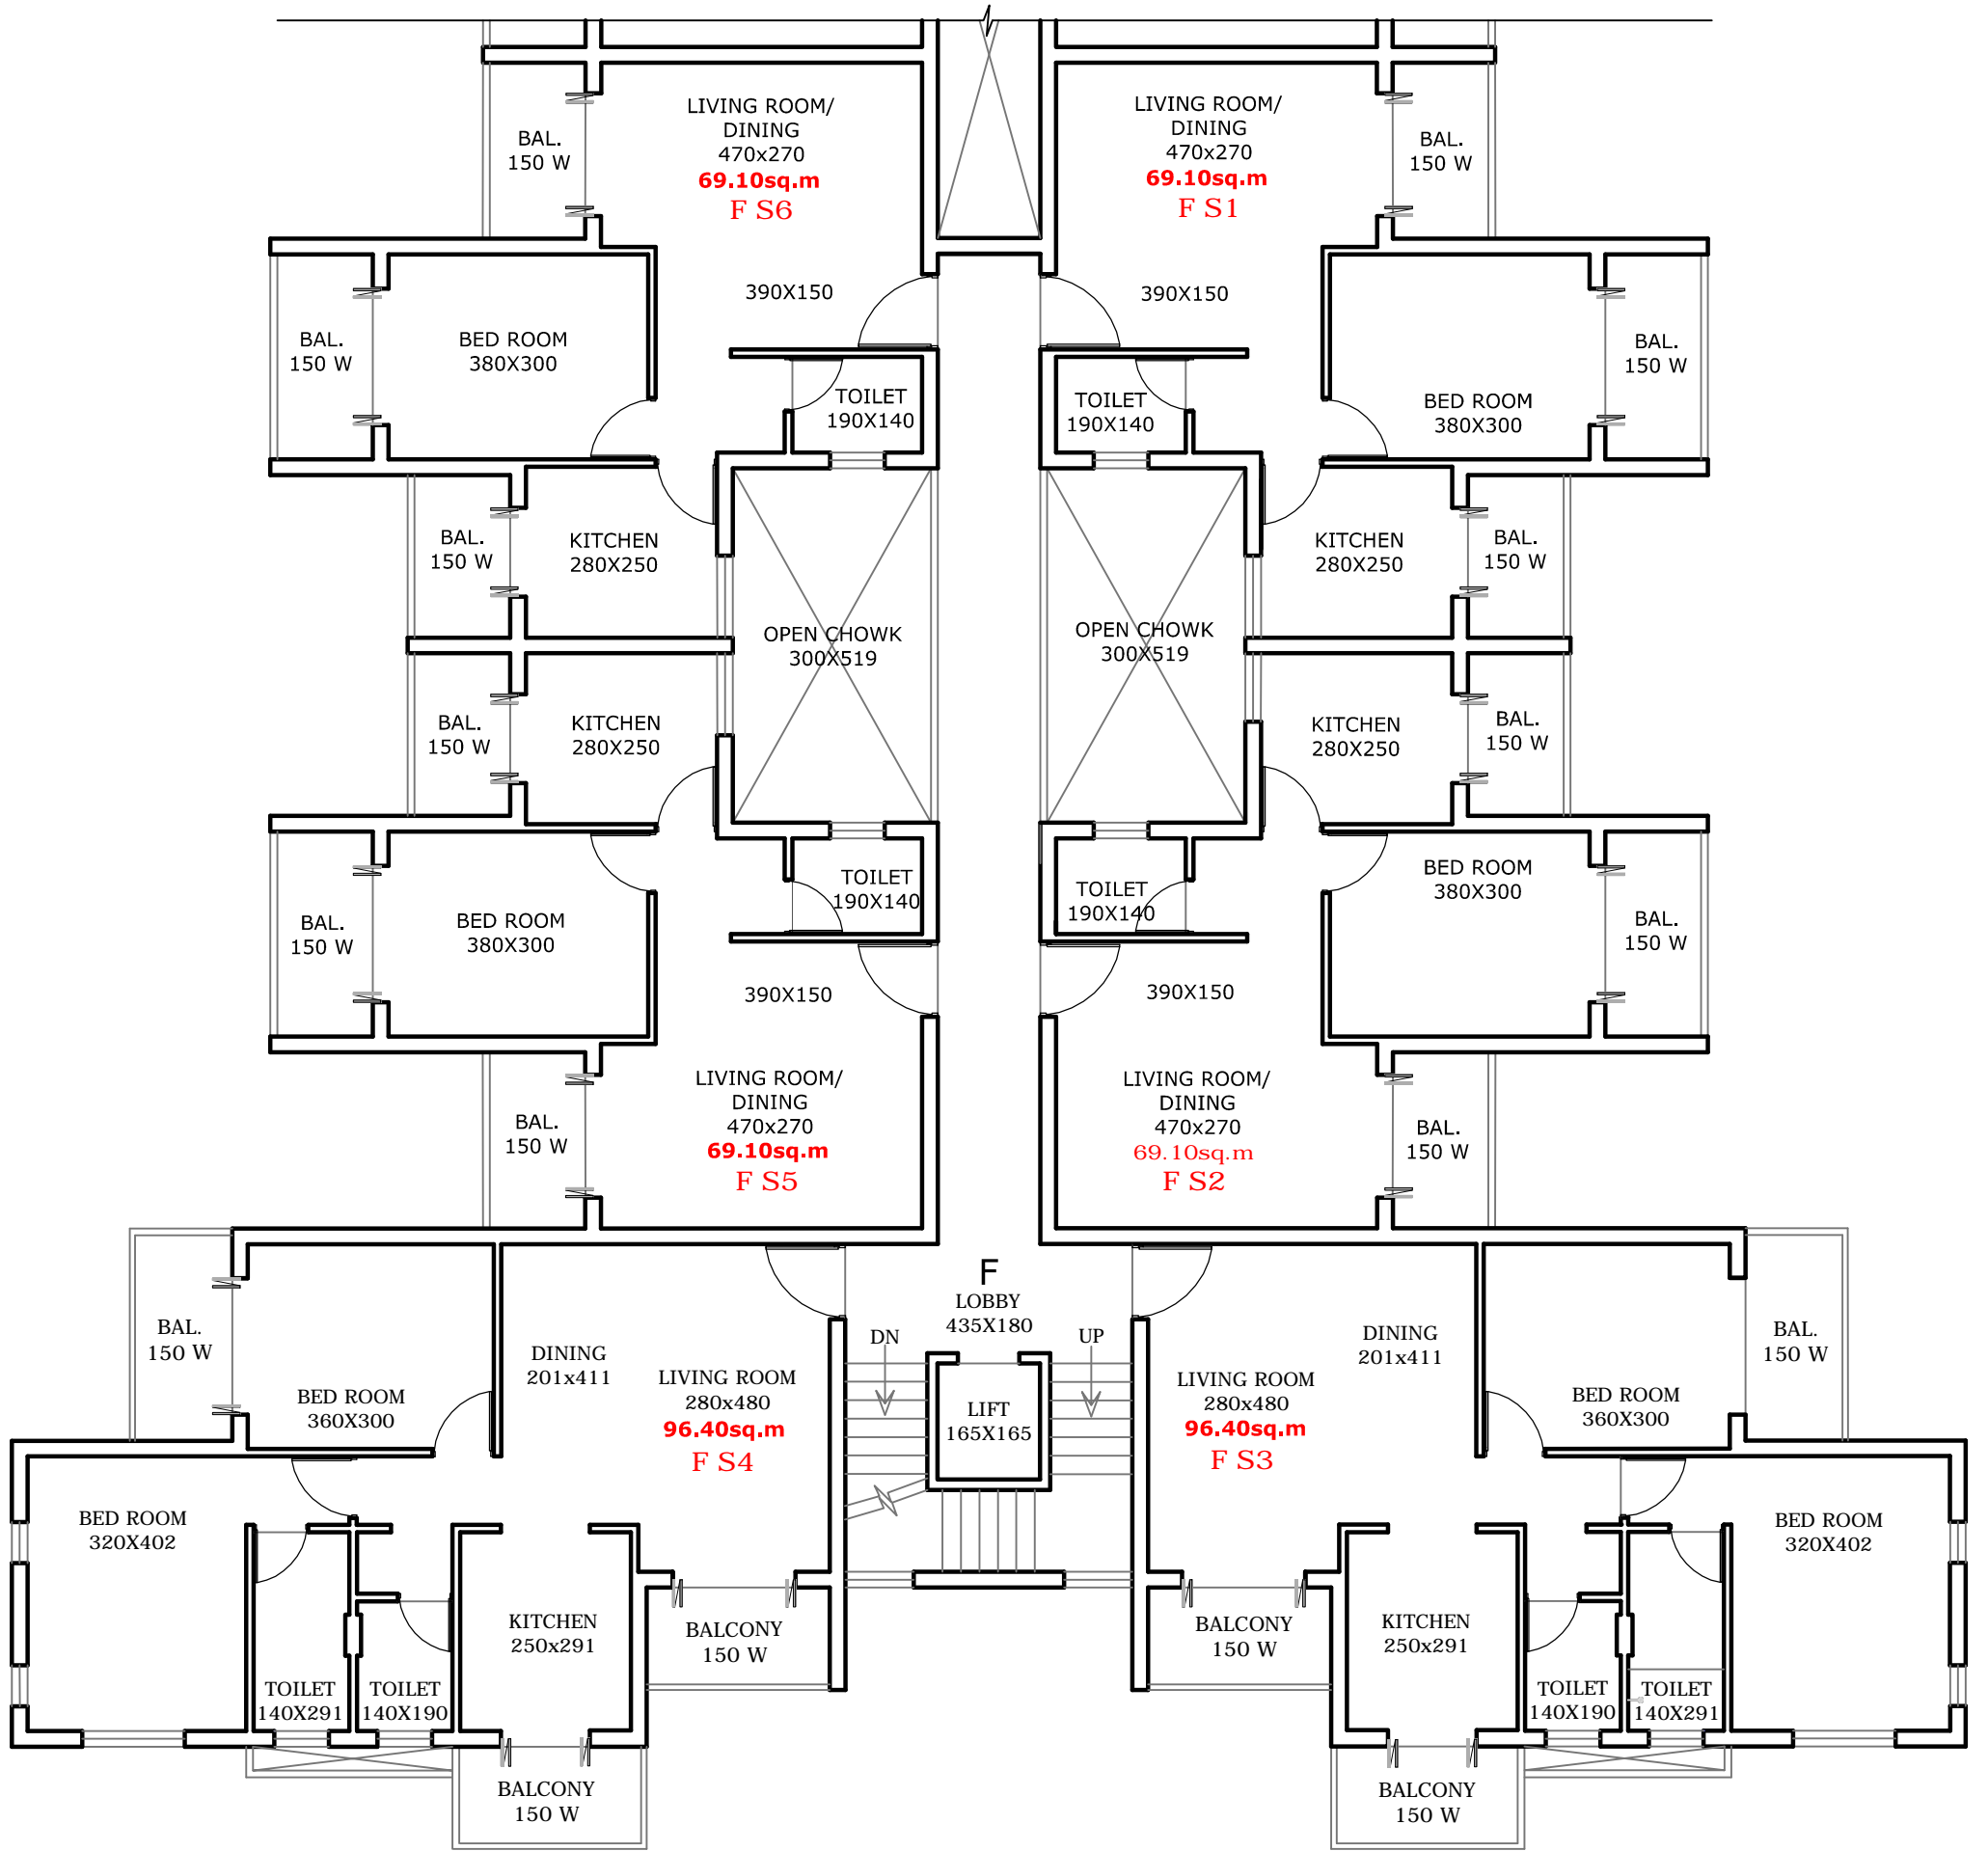 LIVING ROOM/
DINING
470x270
69.10sq.m
F S6
LIVING ROOM/
DINING
470x270
69.10sq.m
F S1
BAL.
150 W
BAL.
150 W
390X150
390X150
BAL.
150 W
BED ROOM
380X300
TOILET
190X140
TOILET
190X140
BED ROOM
380X300
BAL.
150 W
BAL.
150 W
KITCHEN
280X250
KITCHEN
280X250
BAL.
150 W
OPEN CHOWK
300X519
OPEN CHOWK
300X519
BAL.
150 W
KITCHEN
280X250
KITCHEN
280X250
BAL.
150 W
BAL.
150 W
BED ROOM
380X300
TOILET
190X140
TOILET
190X140
BED ROOM
380X300
BAL.
150 W
390X150
390X150
BAL.
150 W
LIVING ROOM/
DINING
470x270
69.10sq.m
F S5
LIVING ROOM/
DINING
470x270
69.10sq.m
F S2
BAL.
150 W
F
LOBBY
435X180
DN
UP
LIFT
165X165
BAL.
150 W
BED ROOM
360X300
DINING
201x411
LIVING ROOM
280x480
96.40sq.m
F S4
LIVING ROOM
280x480
96.40sq.m
F S3
DINING
201x411
BED ROOM
360X300
BAL.
150 W
BED ROOM
320X402
TOILET
140X291
TOILET
140X190
KITCHEN
250x291
BALCONY
150 W
BALCONY
150 W
KITCHEN
250x291
TOILET
140X190
TOILET
140X291
BED ROOM
320X402
BALCONY
150 W
BALCONY
150 W